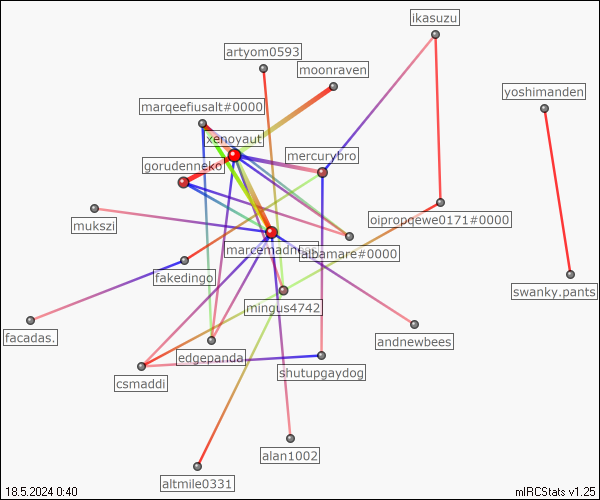 ikasuzu
artyom0593
moonraven
yoshimanden
marqeefiusalt#0000
xenoyaut
mercurybro
gorudenneko
mukszi
oipropqewe0171#0000
albamare#0000
fakedingo
swanky.pants
mingus4742
facadas.
andnewbees
edgepanda
shutupgaydog
csmaddi
alan1002
altmile0331
18.5.2024 0:40
mIRCStats v1.25